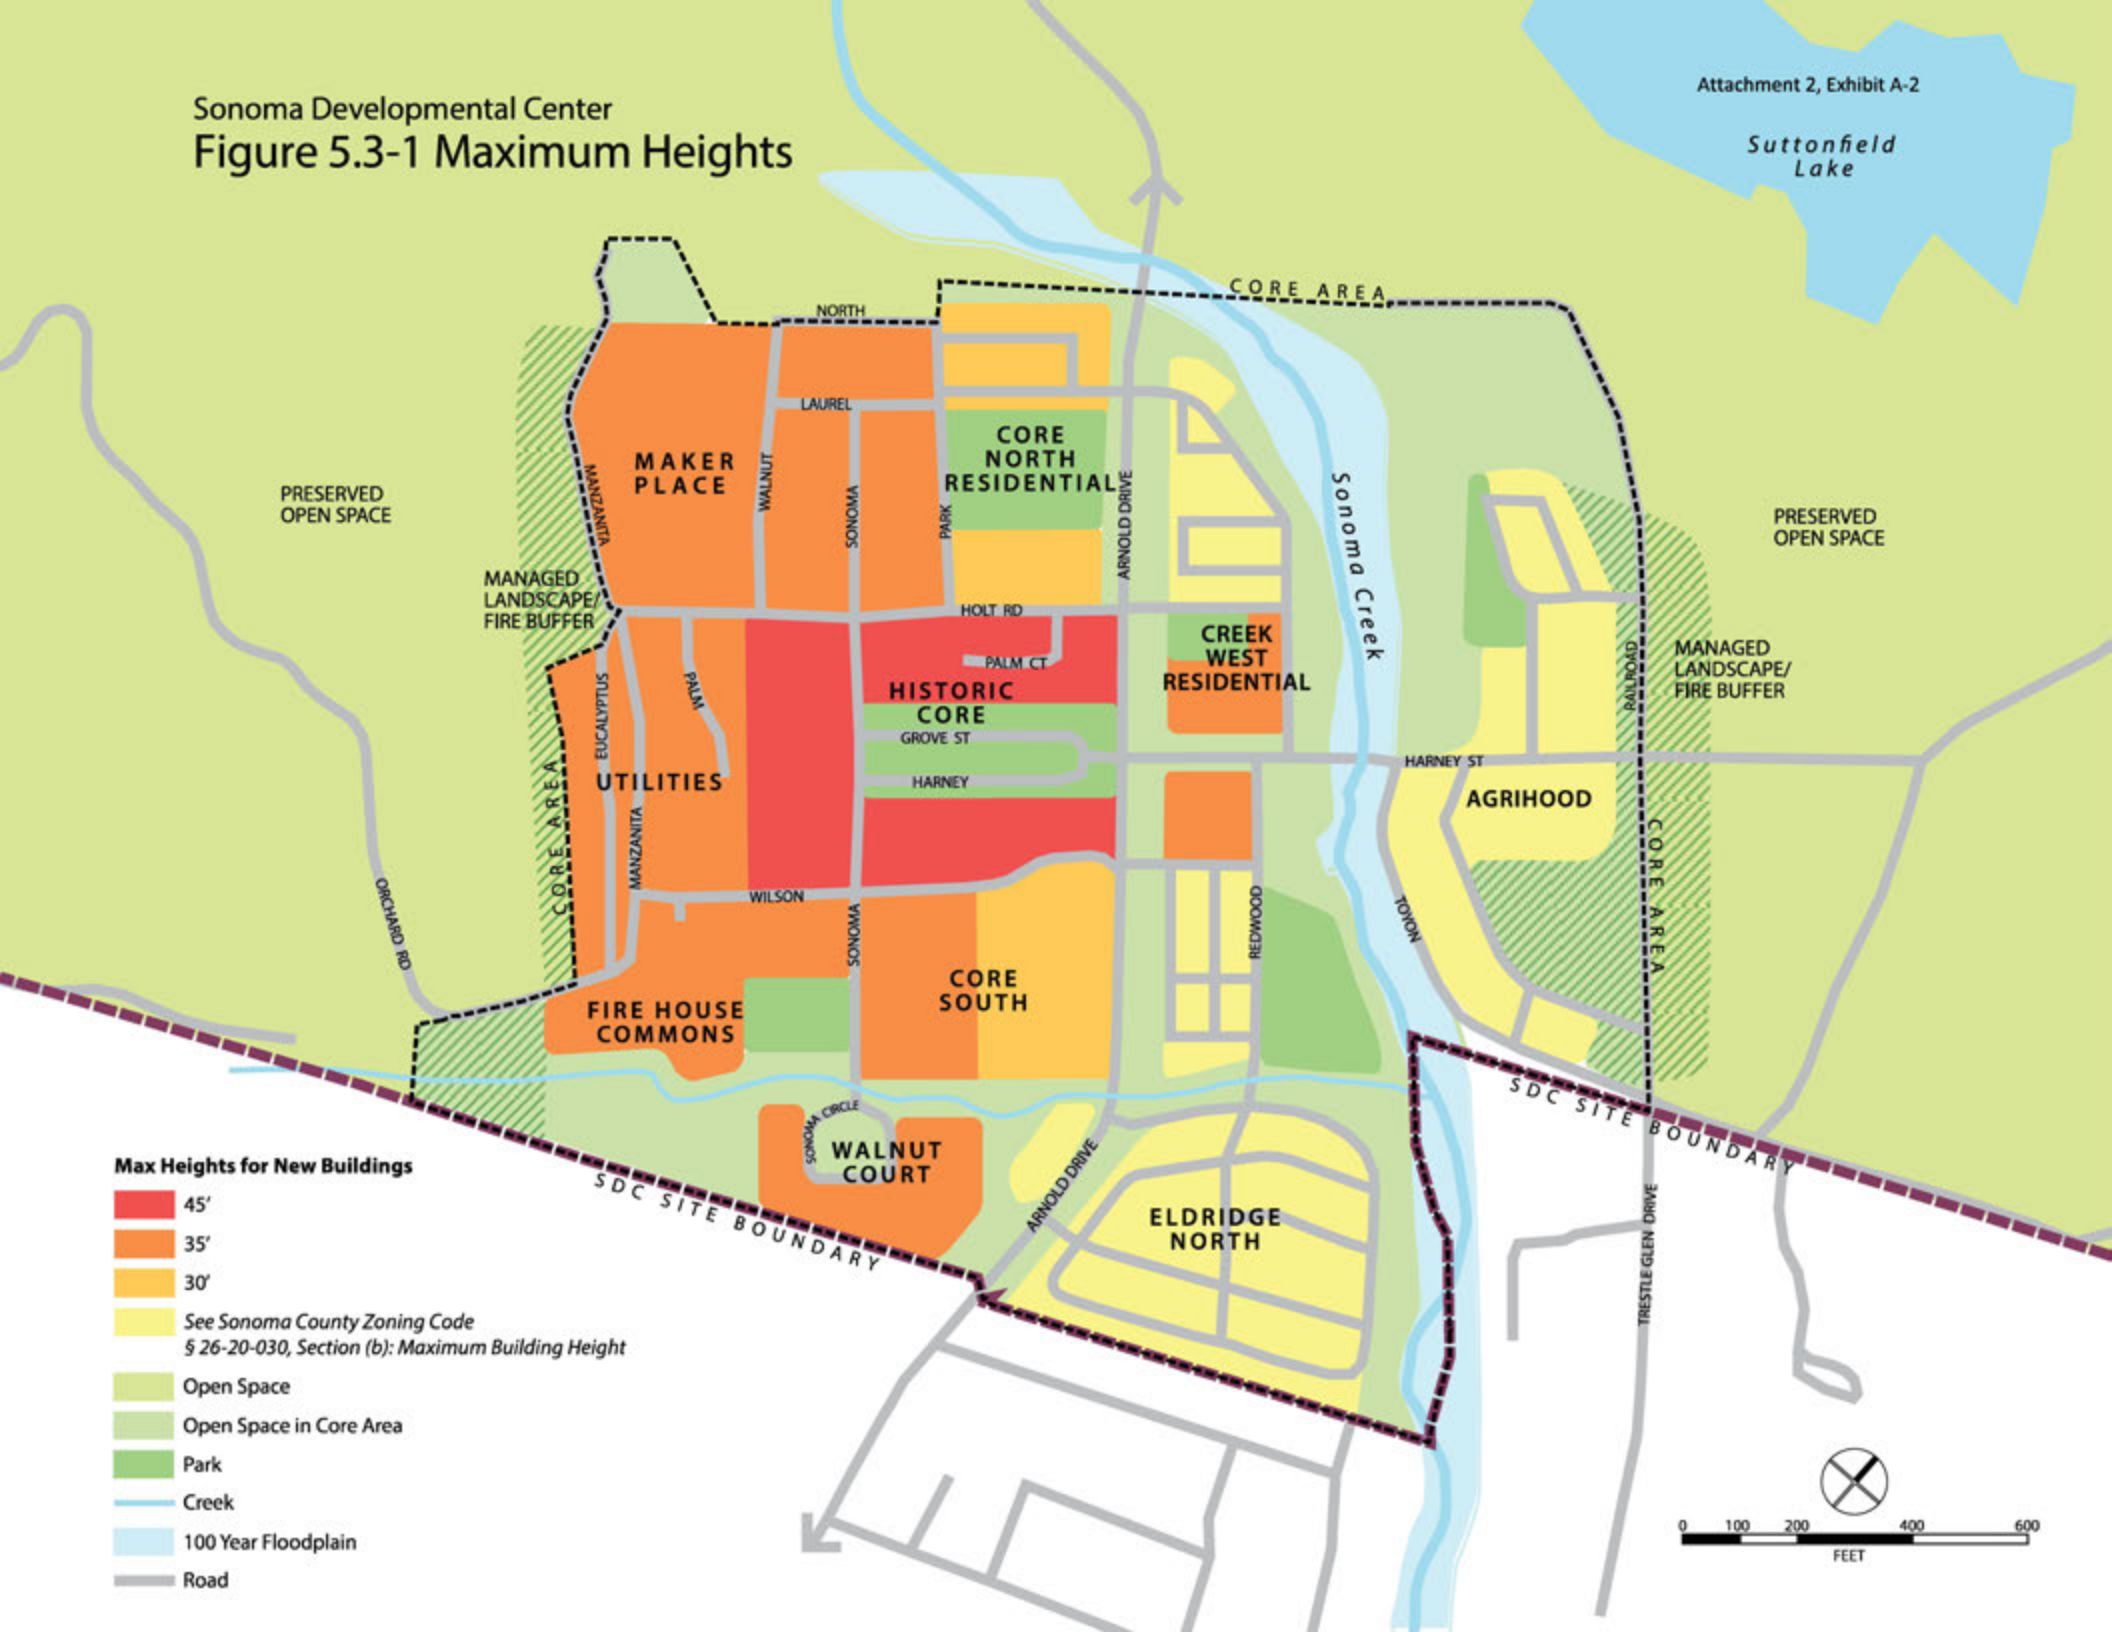 Attachment 2, Exhibit A-2
Suttonfield
Lake
Sonoma Developmental Center
Figure 5.3-1 Maximum Heights
CORE AREA
NORTH
LAUREL
MAKER
PLACE
MANZANITA
WALNUT
SONOMA
PARK
CORE
NORTH
RESIDENTIAL
ARNOLD DRIVE
Sonoma Creek
PRESERVED
OPEN SPACE
PRESERVED
OPEN SPACE
MANAGED
LANDSCAPE/
FIRE BUFFER
HOLT RD
PALM CT
CREEK
WEST
RESIDENTIAL
RAILROAD
MANAGED
LANDSCAPE/
FIRE BUFFER
EUCALYPTUS
PALM
HISTORIC
CORE
GROVE ST
HARNEY
UTILITIES
MANZANITA
CORE AREA
HARNEY ST
AGRIHOOD
CORE AREA
ORCHARD RD
WILSON
SONOMA
REDWOOD
TOYON
CORE
SOUTH
FIRE HOUSE
COMMONS
SONOMA CIRCLE
WALNUT
COURT
ARNOLD DRIVE
ELDRIDGE
NORTH
SDC SITE BOUNDARY
SDC SITE BOUNDARY
TRESTLE GLEN DRIVE
Max Heights for New Buildings
45′
35′
30′
See Sonoma County Zoning Code
§ 26-20-030, Section (b): Maximum Building Height
Open Space
Open Space in Core Area
Park
Creek
100 Year Floodplain
Road
0 100 200 400 600
FEET